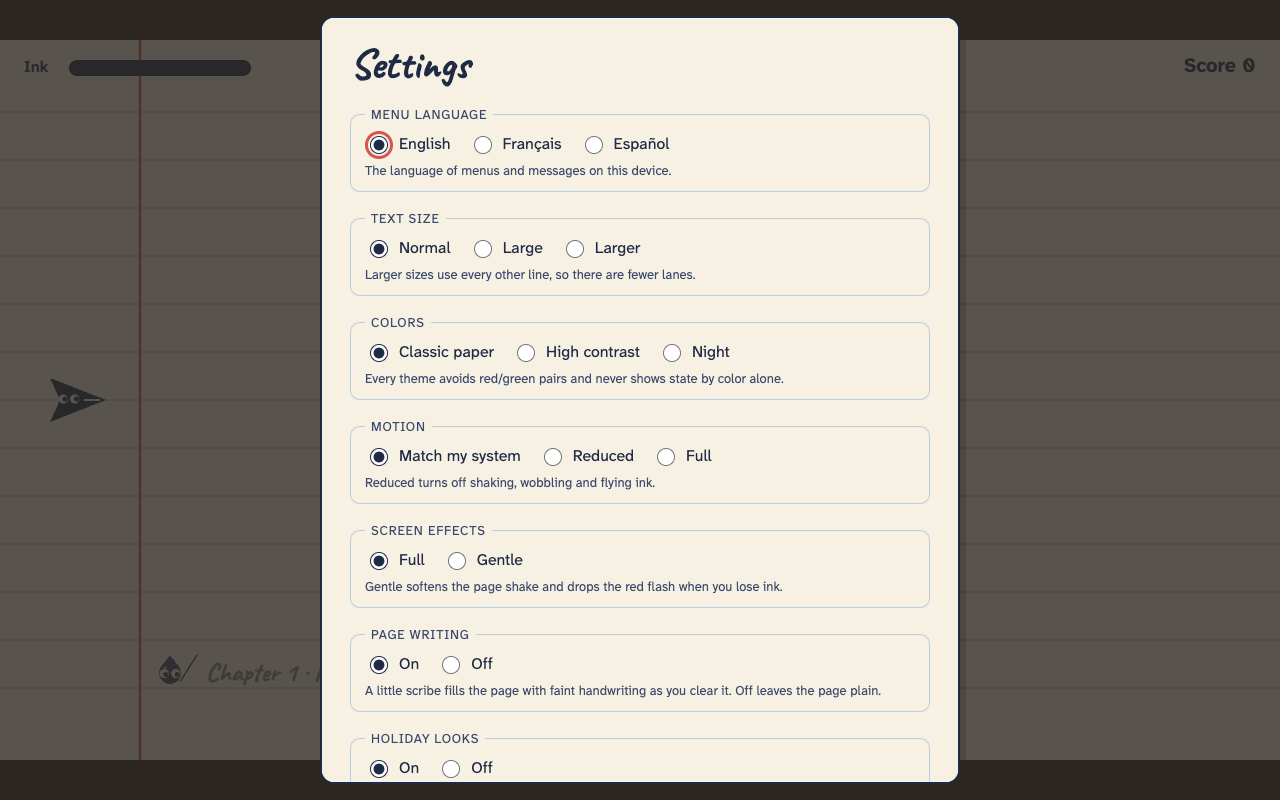 Ink
Score 0
Settings
MENU LANGUAGE
English Français Español
The language of menus and messages on this device.
TEXT SIZE
Normal Large Larger
Larger sizes use every other line, so there are fewer lanes.
COLORS
Classic paper High contrast Night
Every theme avoids red/green pairs and never shows state by color alone.
MOTION
Match my system Reduced Full
Reduced turns off shaking, wobbling and flying ink.
SCREEN EFFECTS
Full Gentle
Gentle softens the page shake and drops the red flash when you lose ink.
PAGE WRITING
On Off
A little scribe fills the page with faint handwriting as you clear it. Off leaves the page plain.
Chapter 1 ·
HOLIDAY LOOKS
On Off